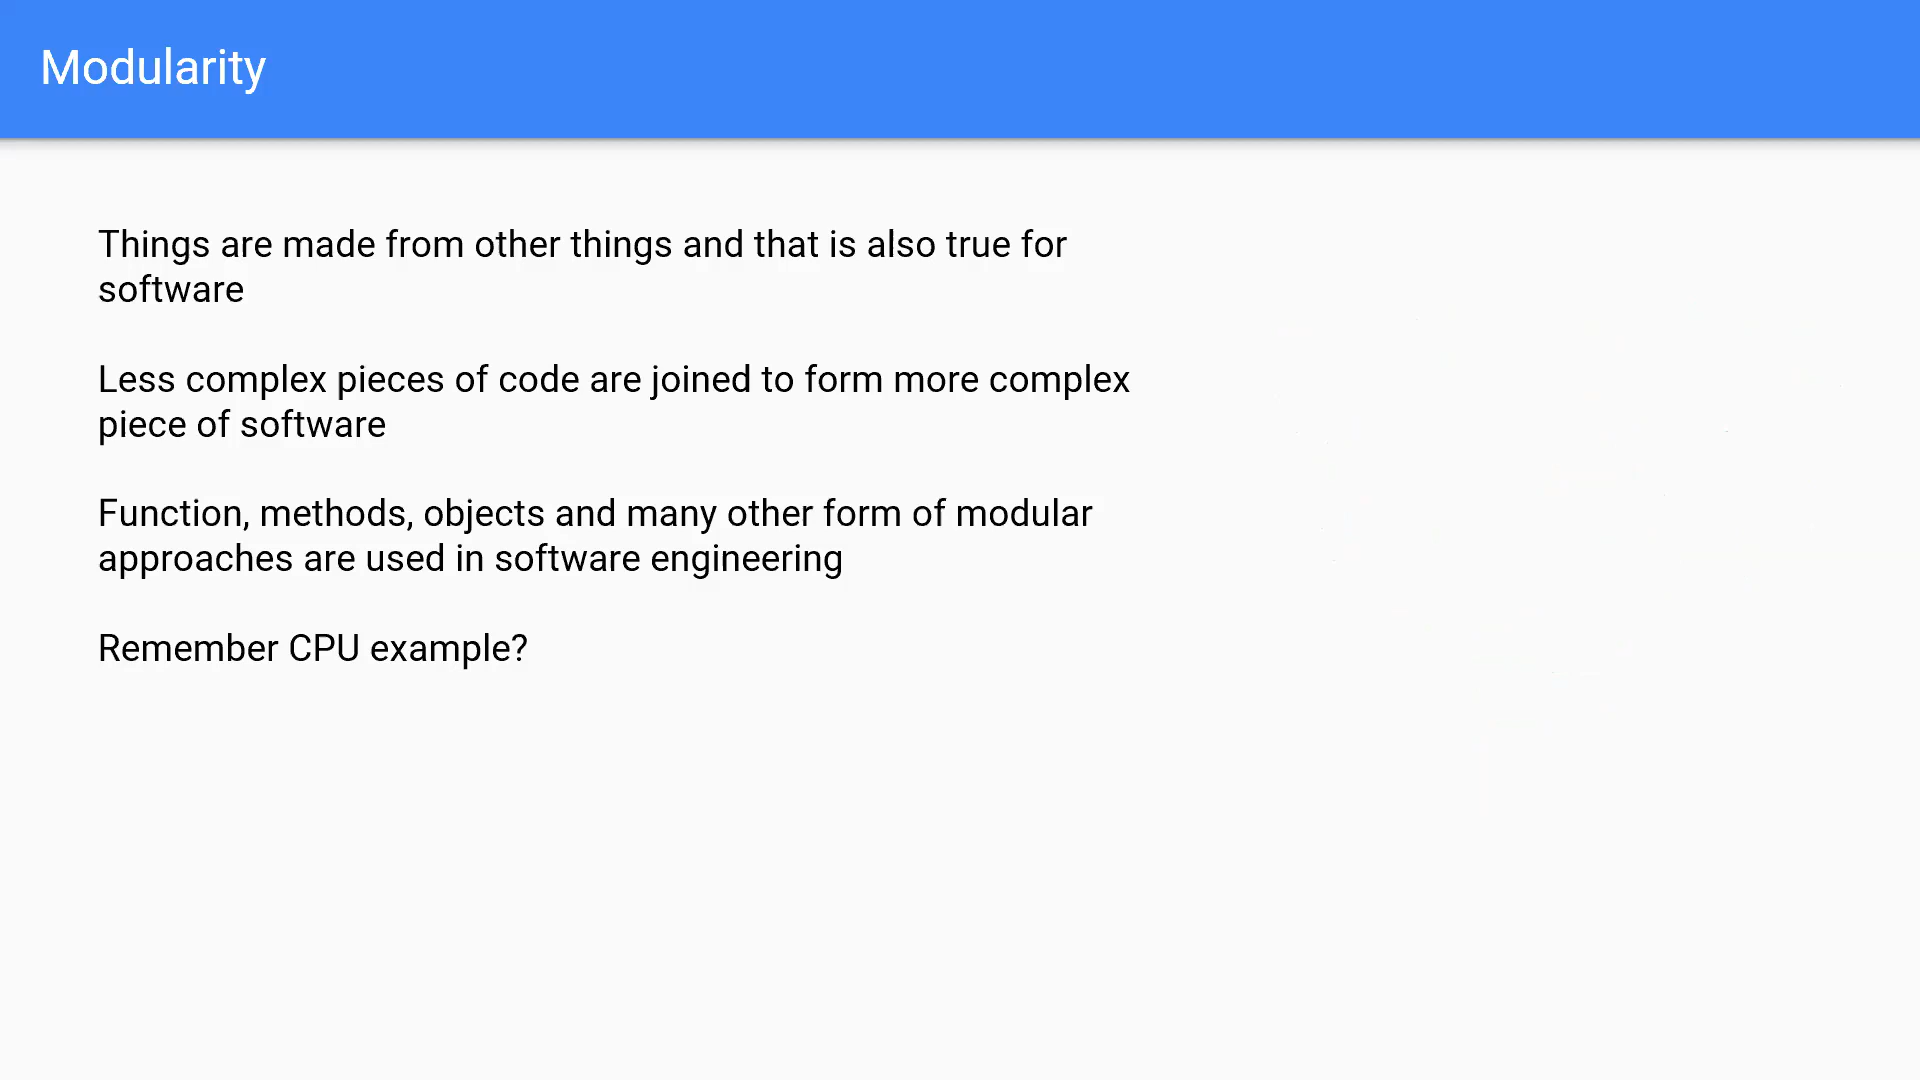 Modularity
Things are made from other things and that is also true for
software
Less complex pieces of code are joined to form more complex
piece of software
Function, methods, objects and many other form of modular
approaches are used in software engineering
Remember CPU example?